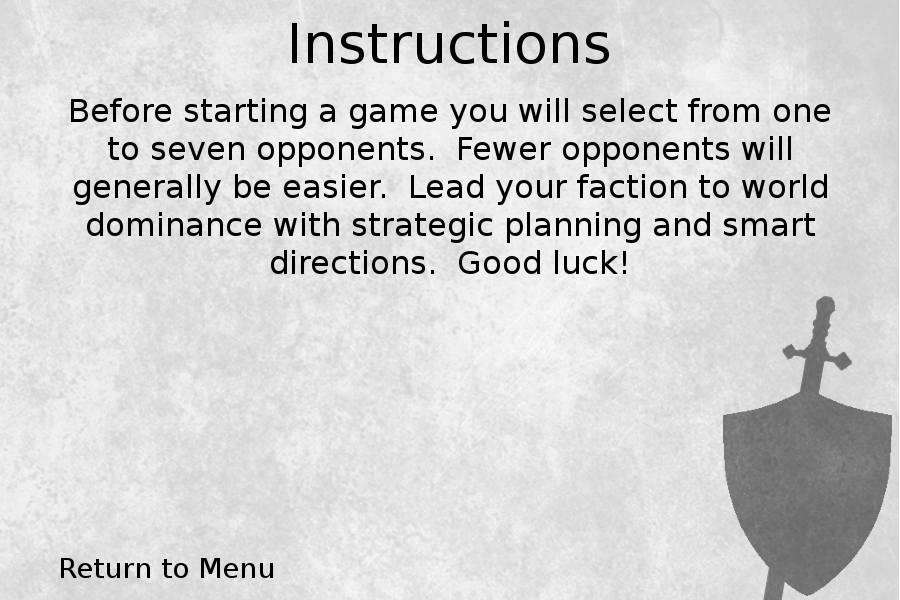 Instructions
Before starting a game you will select from one
to seven opponents.  Fewer opponents will
generally be easier.  Lead your faction to world
dominance with strategic planning and smart
directions.  Good luck!
Return to Menu